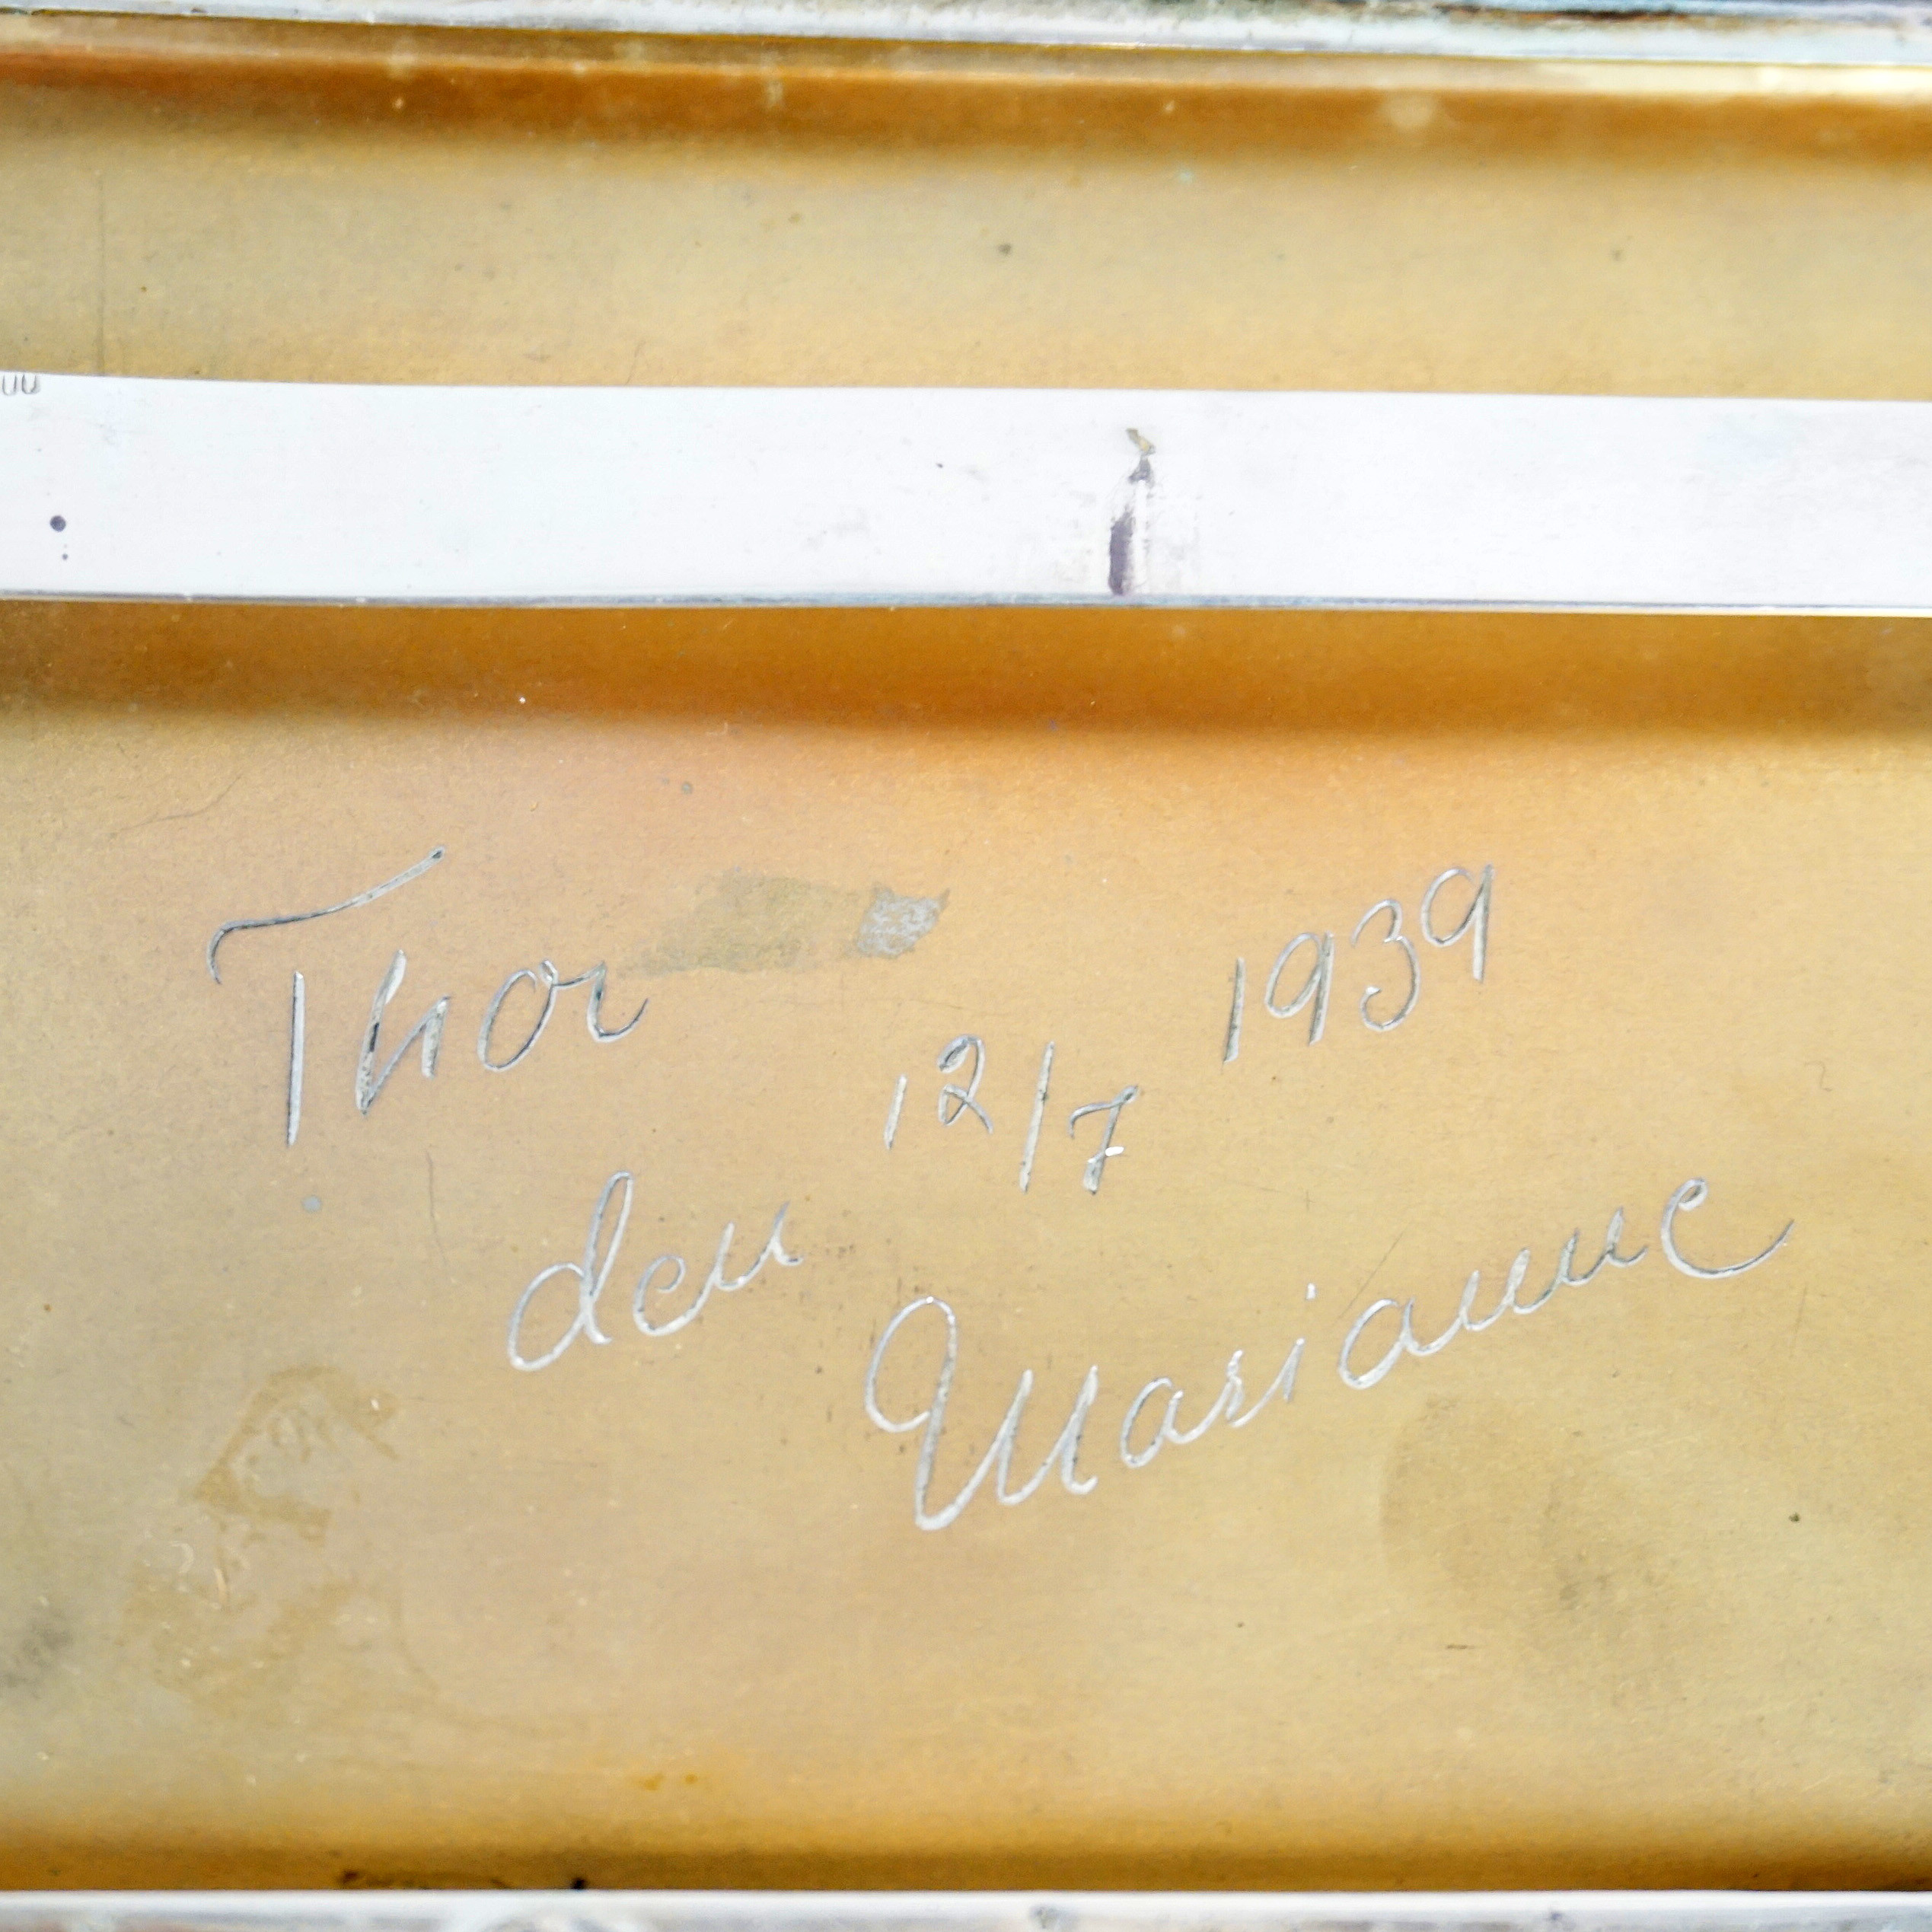 Thor
den 12/7 1939
Marianne